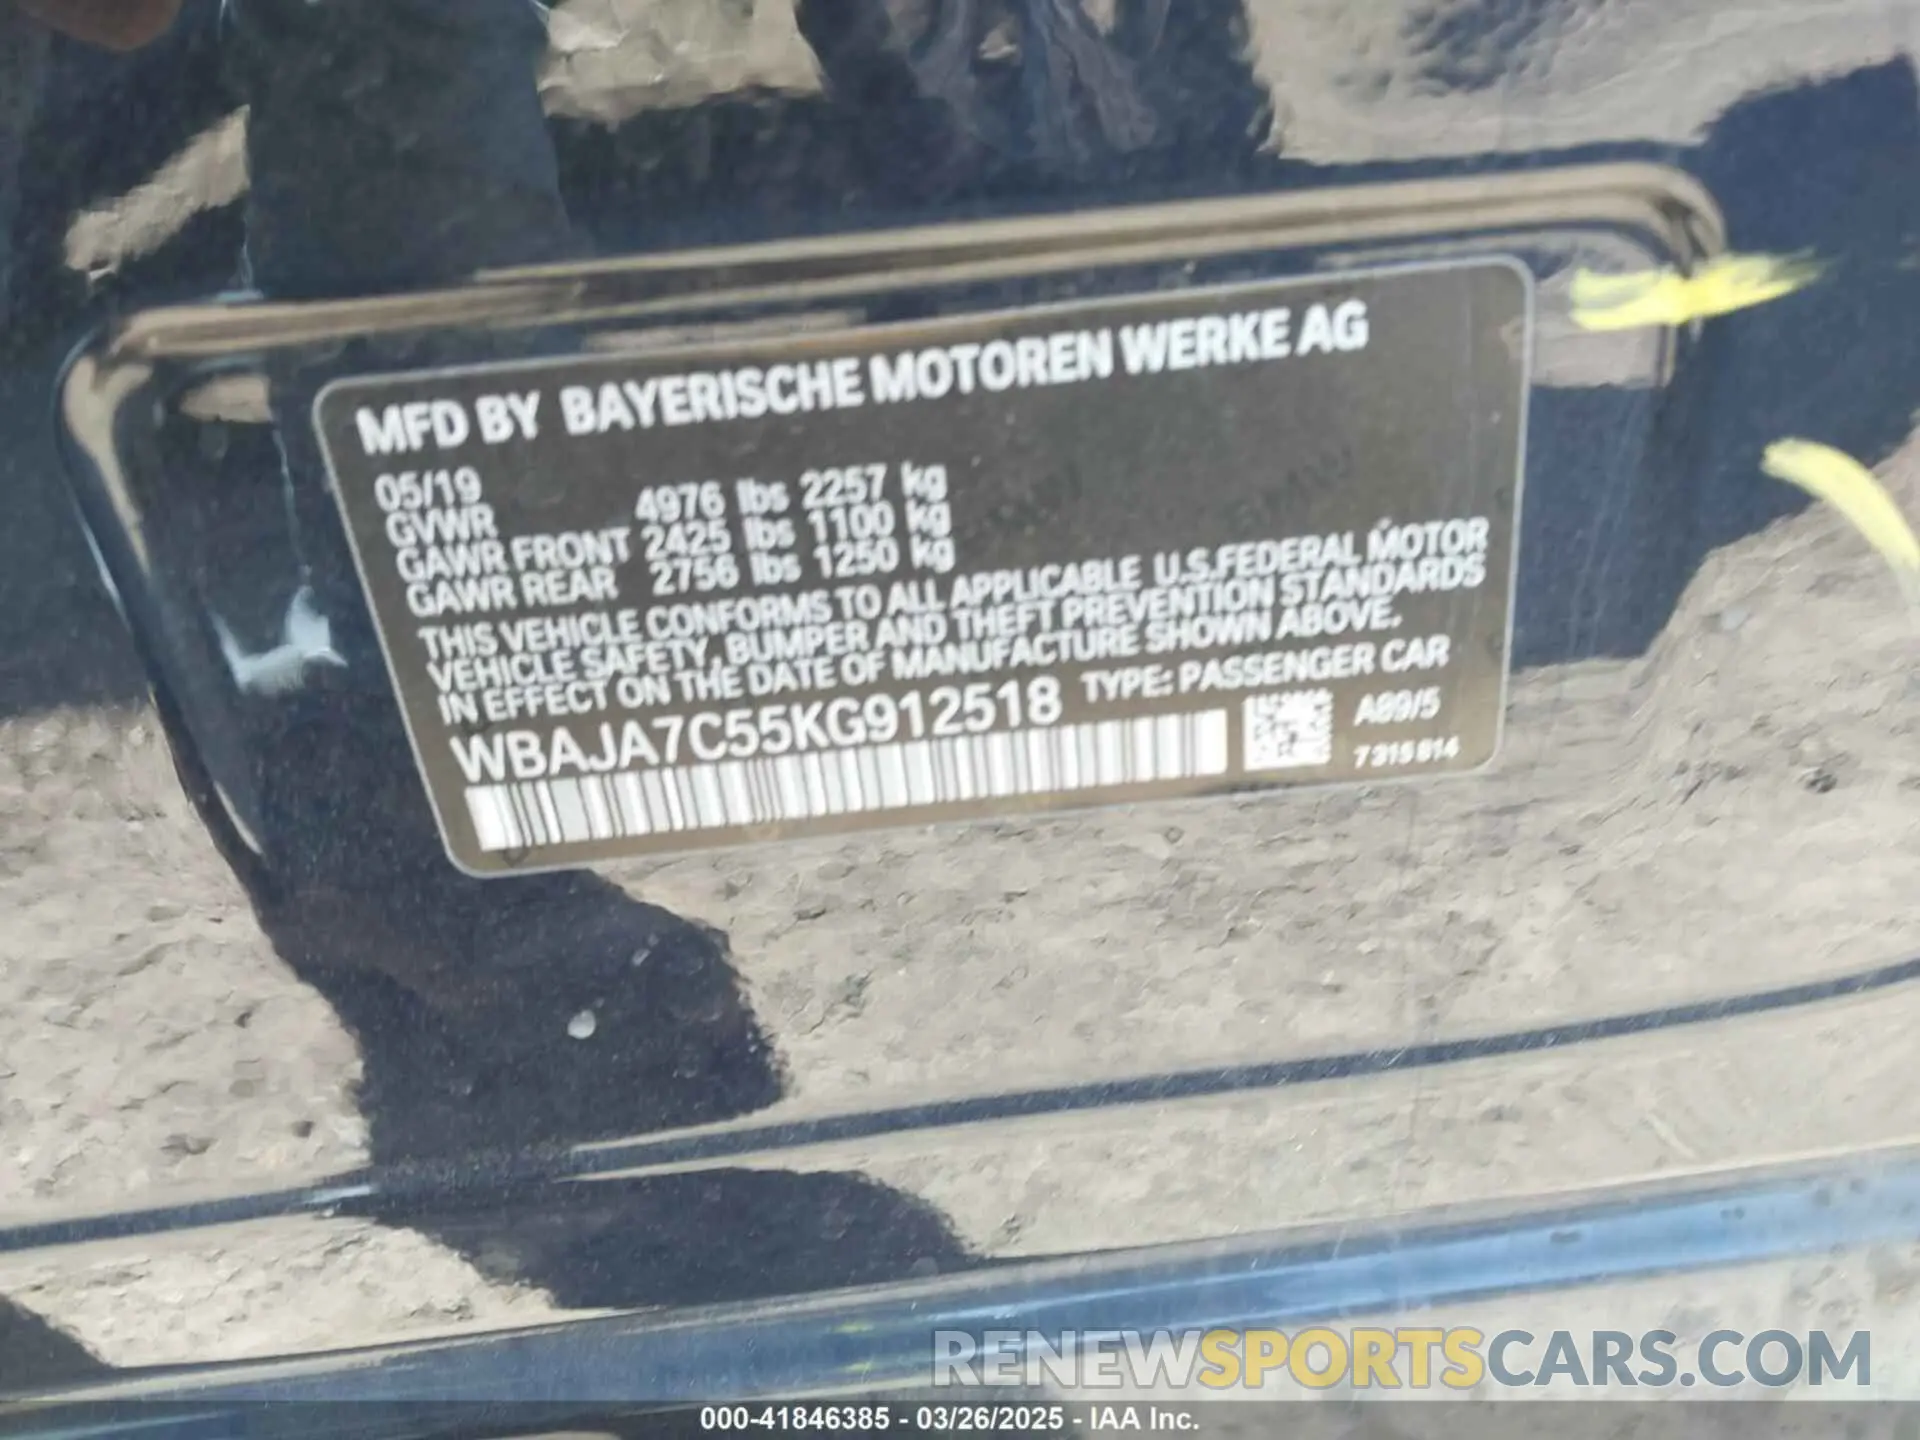 MFD BY BAYERISCHE MOTOREN WERKE AG
05/19
GVWR 4976 lbs 2257 kg
GAWR FRONT 2425 lbs 1100 kg
GAWR REAR 2756 lbs 1250 kg
THIS VEHICLE CONFORMS TO ALL APPLICABLE U.S.FEDERAL MOTOR
VEHICLE SAFETY, BUMPER AND THEFT PREVENTION STANDARDS
IN EFFECT ON THE DATE OF MANUFACTURE SHOWN ABOVE.
WBAJA7C55KG912518 TYPE: PASSENGER CAR
A89/5
7315814
RENEWSPORTSCARS.COM
000-41846385 - 03/26/2025 - IAA Inc.